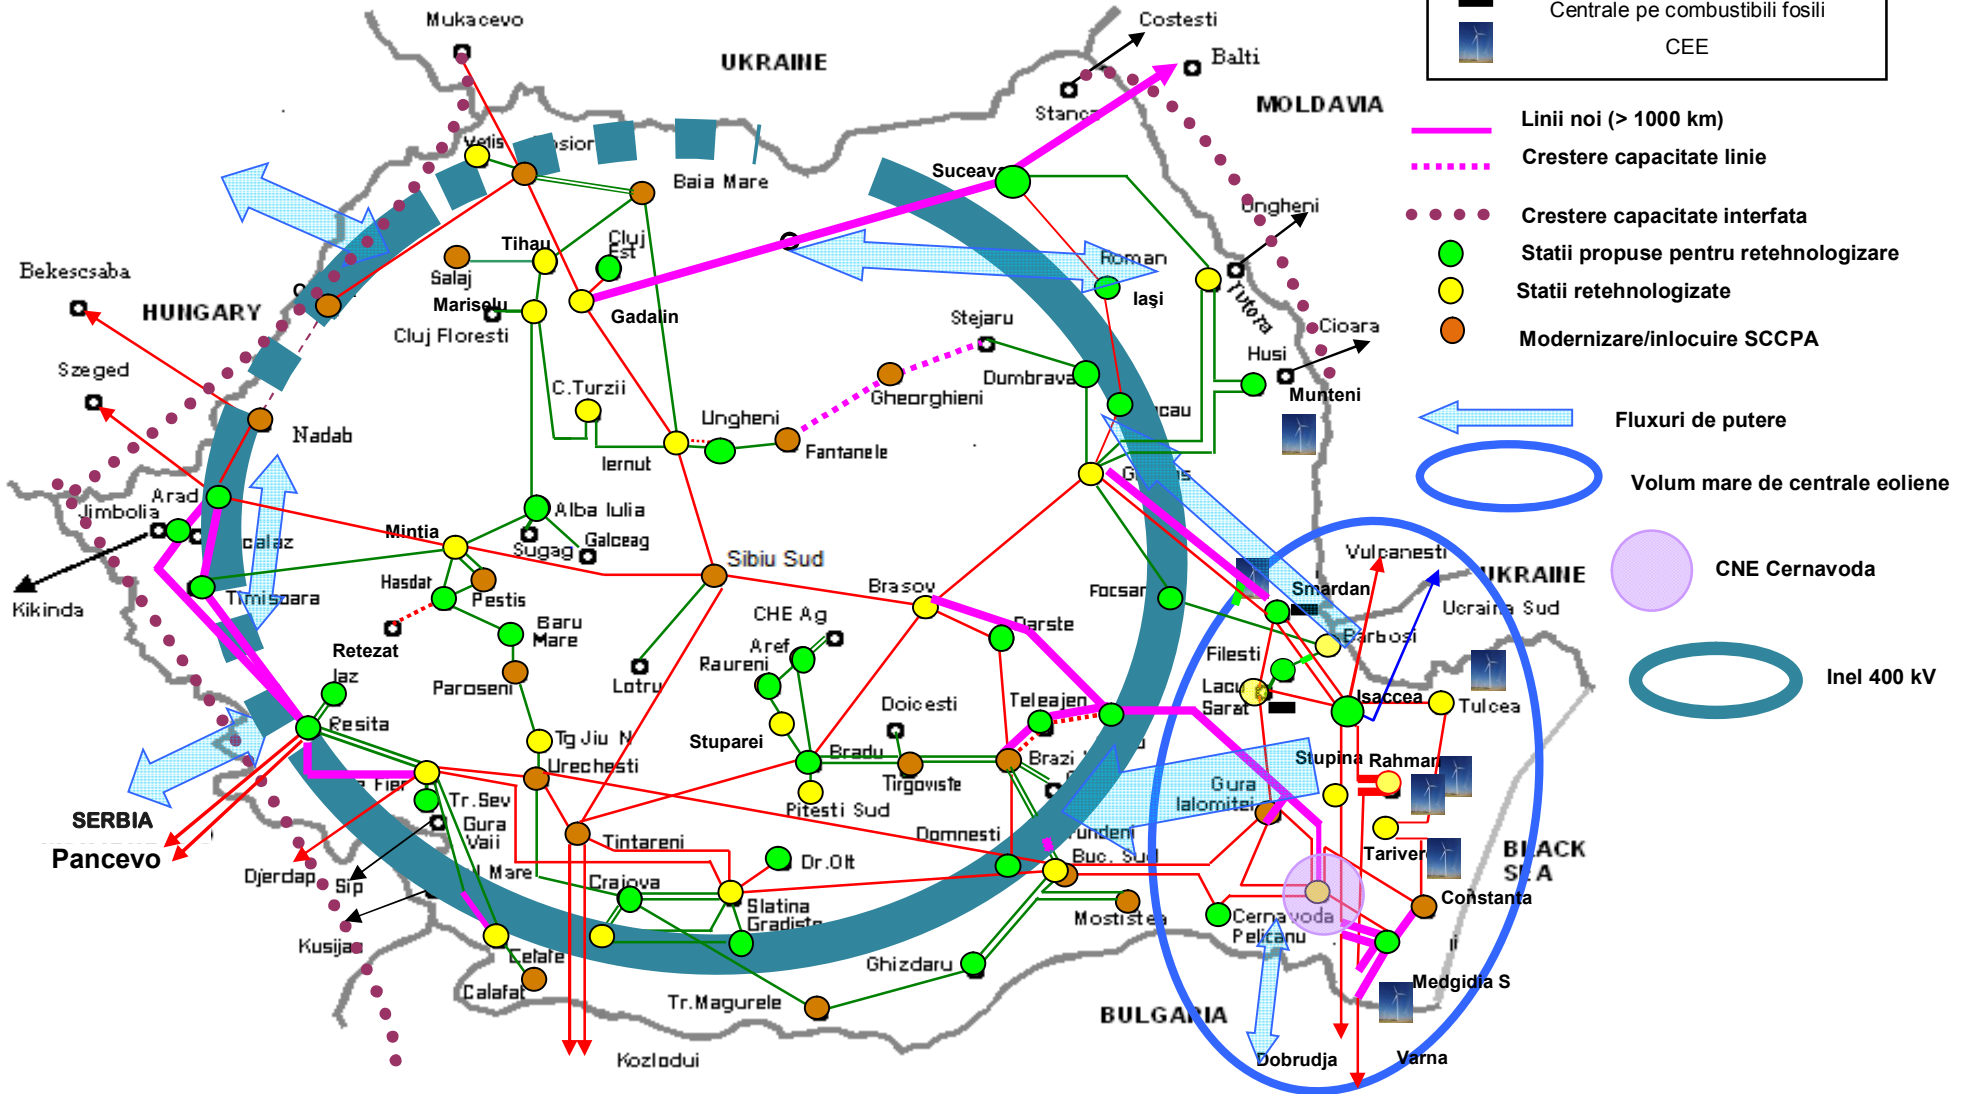 Mukacevo
Costesti
Centrale pe combustibili fosili
CEE
UKRAINE
Balti
MOLDAVIA
Stanca
Linii noi (> 1000 km)
Crestere capacitate linie
Baia Mare
Suceava
Ungheni
Crestere capacitate interfata
Statii propuse pentru retehnologizare
Statii retehnologizate
Modernizare/inlocuire SCCPA
Tihau
Cluj
Est
Roman
Iaşi
Salaj
Bekescsaba
HUNGARY
Mariselu
Cluj Floresti
Gadalin
Stejaru
Tutora
Cioara
Husi
Munteni
Szeged
Dumbrava
Gheorghieni
C.Turzii
Ungheni
Nadab
Iernut
Fantanele
Fluxuri de putere
Volum mare de centrale eoliene
Arad
Jimbolia
calaz
Alba Iulia
Mintia
Sugag
Galceag
Sibiu Sud
Vulcanesti
UKRAINE
CNE Cernavoda
Hasdat
Pestis
Brasov
Focsani
Smardan
Ucraina Sud
Kikinda
Timisoara
CHE Ag
Darste
Barbosi
Baru
Mare
Aref
Raureni
Filesti
Retezat
Iaz
Paroseni
Lotru
Lacu
Sarat
Isaccea
Tulcea
Inel 400 kV
Resita
Doicesti
Teleajen
Tg Jiu N
Stuparei
Bradu
Brazi
Stupina
Rahman
Urechesti
Tirgoviste
Gura
Ialomitei
Tr.Sev
Pitesti Sud
SERBIA
Gura
Vaii
Tintareni
Domnesti
Pancevo
Buc. Sud
BLACK
SEA
Djerdap
Sip
Dr.Olt
Craiova
Constanta
Slatina
Gradiste
Mostistea
Cernavoda
Pelicanu
Kusijak
Ghizdaru
Calafat
Tr.Magurele
Medgidia S
BULGARIA
Kozlodui
Dobrudja
Varna